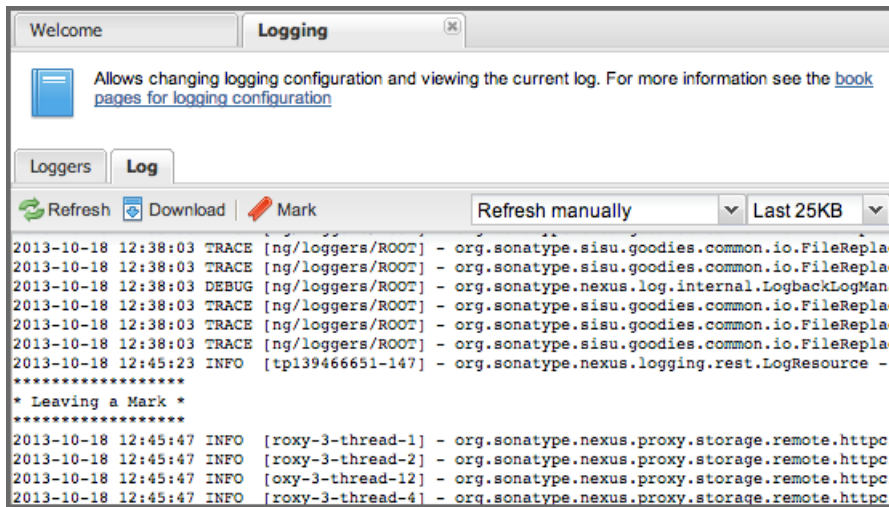 Welcome Logging
Allows changing logging configuration and viewing the current log. For more information see the book
pages for logging configuration
Loggers Log
Refresh Download Mark Refresh manually Last 25KB
2013-10-18 12:38:03 TRACE [ng/loggers/ROOT] - org.sonatype.sisu.goodies.common.io.FileRepla
2013-10-18 12:38:03 TRACE [ng/loggers/ROOT] - org.sonatype.sisu.goodies.common.io.FileRepla
2013-10-18 12:38:03 DEBUG [ng/loggers/ROOT] - org.sonatype.nexus.log.internal.LogbackLogMan
2013-10-18 12:38:03 TRACE [ng/loggers/ROOT] - org.sonatype.sisu.goodies.common.io.FileRepla
2013-10-18 12:38:03 TRACE [ng/loggers/ROOT] - org.sonatype.sisu.goodies.common.io.FileRepla
2013-10-18 12:38:03 TRACE [ng/loggers/ROOT] - org.sonatype.sisu.goodies.common.io.FileRepla
2013-10-18 12:45:23 INFO [tp139466651-147] - org.sonatype.nexus.logging.rest.LogResource -
******************
* Leaving a Mark *
******************
2013-10-18 12:45:47 INFO [roxy-3-thread-1] - org.sonatype.nexus.proxy.storage.remote.httpc
2013-10-18 12:45:47 INFO [roxy-3-thread-2] - org.sonatype.nexus.proxy.storage.remote.httpc
2013-10-18 12:45:47 INFO [oxy-3-thread-12] - org.sonatype.nexus.proxy.storage.remote.httpc
2013-10-18 12:45:47 INFO [roxy-3-thread-4] - org.sonatype.nexus.proxy.storage.remote.httpc